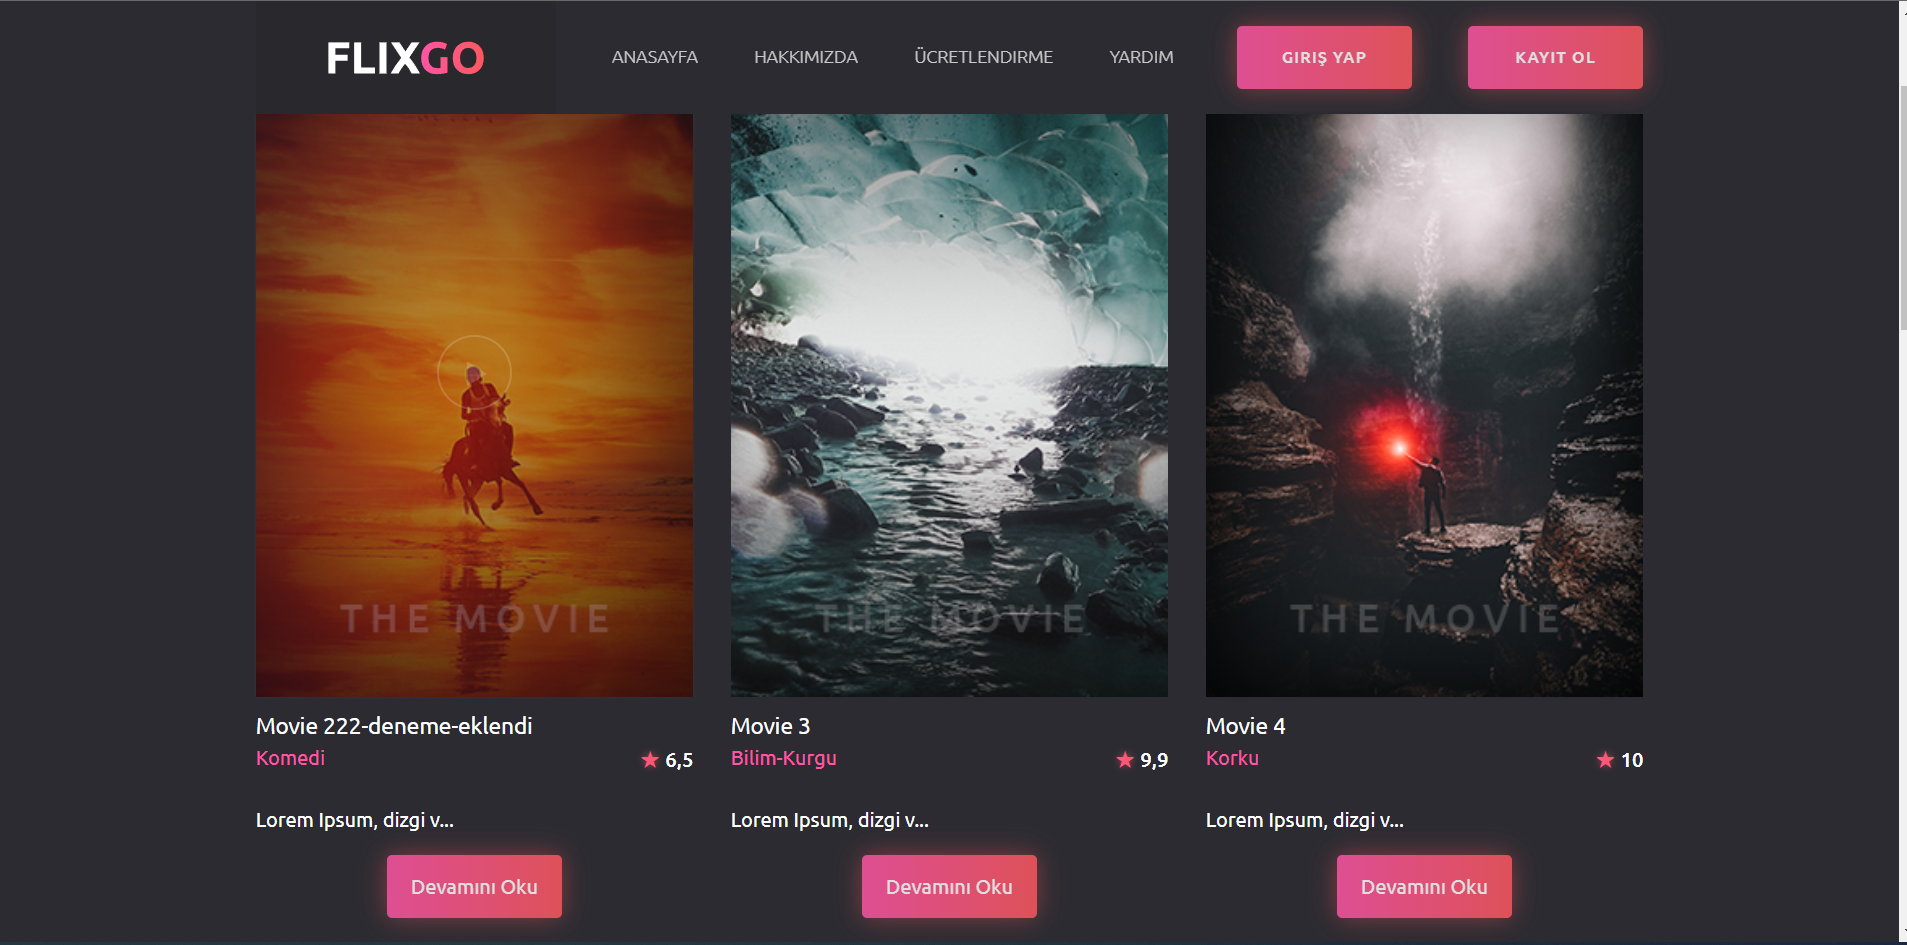 FLIXGO
ANASAYFA
HAKKIMIZDA
ÜCRETLENDIRME
YARDIM
GIRIŞ YAP
KAYIT OL
THE MOVIE
THE MOVIE
THE MOVIE
Movie 222-deneme-eklendi
Komedi
6,5
Lorem Ipsum, dizgi v...
Devamını Oku
Movie 3
Bilim-Kurgu
9,9
Lorem Ipsum, dizgi v...
Devamını Oku
Movie 4
Korku
10
Lorem Ipsum, dizgi v...
Devamını Oku